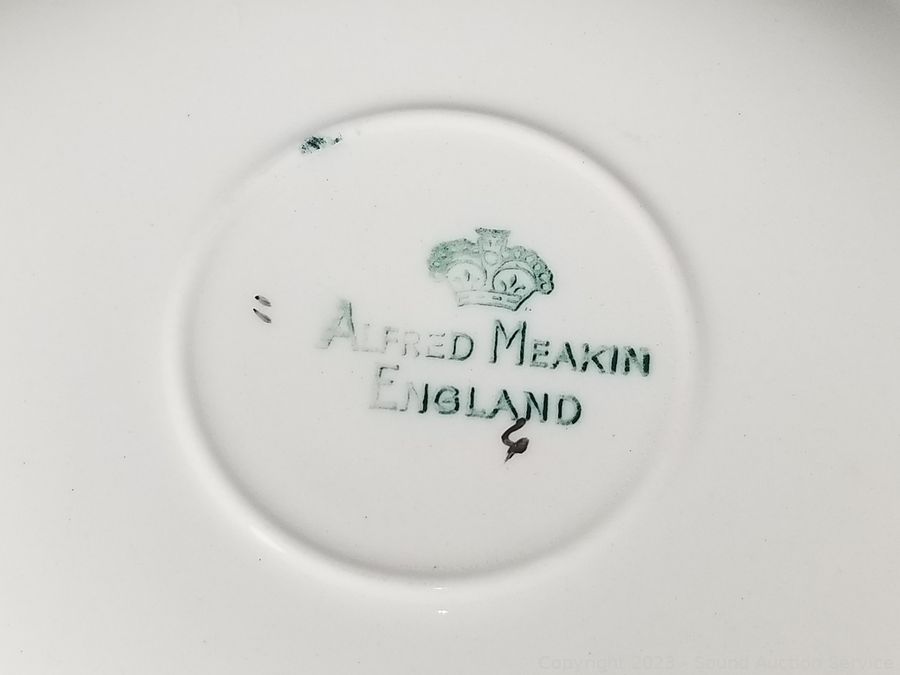 ALFRED MEAKIN
ENGLAND
Copyright 2023 - Sound Auction Service